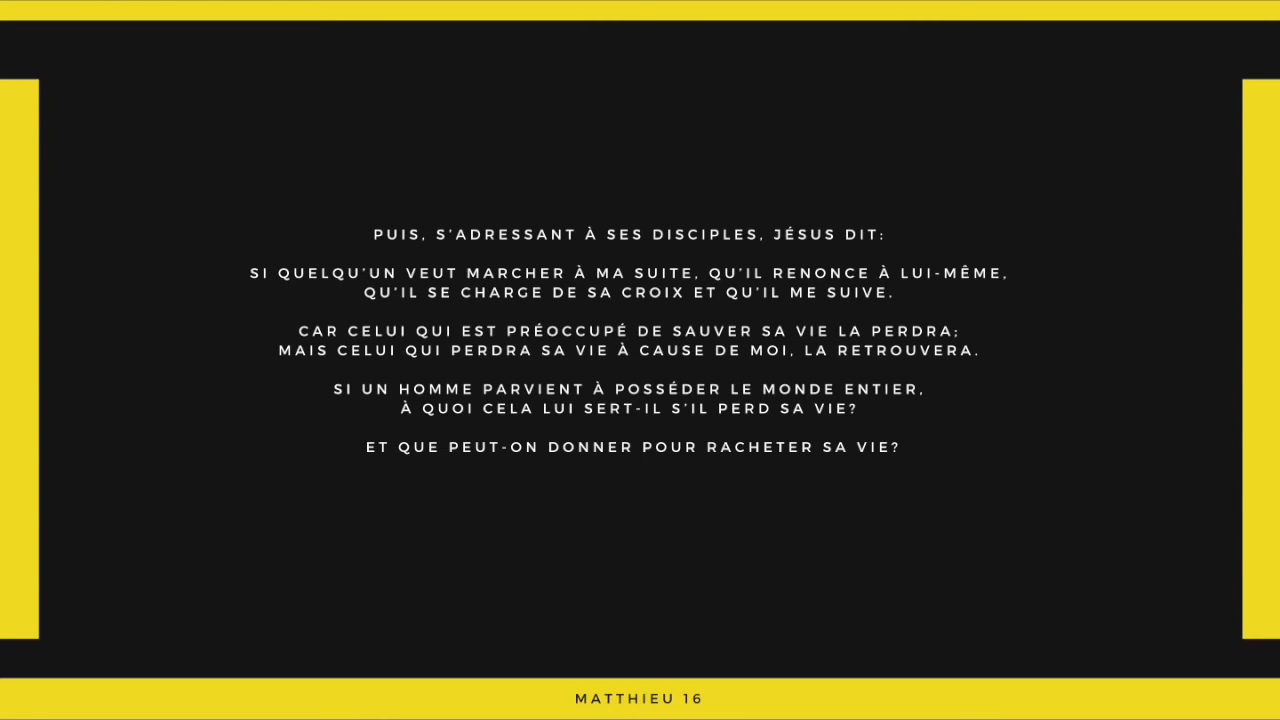 PUIS, S’ADRESSANT À SES DISCIPLES, JÉSUS DIT:
SI QUELQU’UN VEUT MARCHER À MA SUITE, QU’IL RENONCE À LUI-MÊME,
QU’IL SE CHARGE DE SA CROIX ET QU’IL ME SUIVE.
CAR CELUI QUI EST PRÉOCCUPÉ DE SAUVER SA VIE LA PERDRA;
MAIS CELUI QUI PERDRA SA VIE À CAUSE DE MOI, LA RETROUVERA.
SI UN HOMME PARVIENT À POSSÉDER LE MONDE ENTIER,
À QUOI CELA LUI SERT-IL S’IL PERD SA VIE?
ET QUE PEUT-ON DONNER POUR RACHETER SA VIE?
MATTHIEU 16